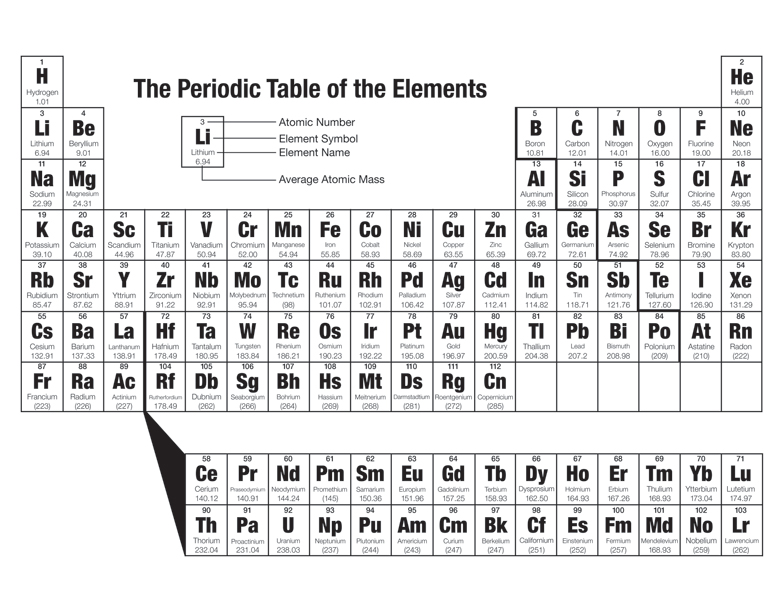 The Periodic Table of the Elements
1 2
H He
Hydrogen Helium
1.01 4.00
3 Atomic Number
Li Element Symbol
Lithium Element Name
6.94 Average Atomic Mass
3 4 5 6 7 8 9 10
Li Be B C N O F Ne
Lithium Beryllium Boron Carbon Nitrogen Oxygen Fluorine Neon
6.94 9.01 10.81 12.01 14.01 16.00 19.00 20.18
11 12 13 14 15 16 17 18
Na Mg Al Si P S Cl Ar
Sodium Magnesium Aluminum Silicon Phosphorus Sulfur Chlorine Argon
22.99 24.31 26.98 28.09 30.97 32.07 35.45 39.95
19 20 21 22 23 24 25 26 27 28 29 30 31 32 33 34 35 36
K Ca Sc Ti V Cr Mn Fe Co Ni Cu Zn Ga Ge As Se Br Kr
Potassium Calcium Scandium Titanium Vanadium Chromium Manganese Iron Cobalt Nickel Copper Zinc Gallium Germanium Arsenic Selenium Bromine Krypton
39.10 40.08 44.96 47.87 50.94 52.00 54.94 55.85 58.93 58.69 63.55 65.39 69.72 72.61 74.92 78.96 79.90 83.80
37 38 39 40 41 42 43 44 45 46 47 48 49 50 51 52 53 54
Rb Sr Y Zr Nb Mo Tc Ru Rh Pd Ag Cd In Sn Sb Te I Xe
Rubidium Strontium Yttrium Zirconium Niobium Molybdenum Technetium Ruthenium Rhodium Palladium Silver Cadmium Indium Tin Antimony Tellurium Iodine Xenon
85.47 87.62 88.91 91.22 92.91 95.94 (98) 101.07 102.91 106.42 107.87 112.41 114.82 118.71 121.76 127.60 126.90 131.29
55 56 57 72 73 74 75 76 77 78 79 80 81 82 83 84 85 86
Cs Ba La Hf Ta W Re Os Ir Pt Au Hg Tl Pb Bi Po At Rn
Cesium Barium Lanthanum Hafnium Tantalum Tungsten Rhenium Osmium Iridium Platinum Gold Mercury Thallium Lead Bismuth Polonium Astatine Radon
132.91 137.33 138.91 178.49 180.95 183.84 186.21 190.23 192.22 195.08 196.97 200.59 204.38 207.2 208.98 (209) (210) (222)
87 88 89 104 105 106 107 108 109 110 111 112
Fr Ra Ac Rf Db Sg Bh Hs Mt Ds Rg Cn
Francium Radium Actinium Rutherfordium Dubnium Seaborgium Bohrium Hassium Meitnerium Darmstadtium Roentgenium Copernicium
(223) (226) (227) 178.49 (262) (266) (264) (269) (268) (281) (272) (285)
58 59 60 61 62 63 64 65 66 67 68 69 70 71
Ce Pr Nd Pm Sm Eu Gd Tb Dy Ho Er Tm Yb Lu
Cerium Praseodymium Neodymium Promethium Samarium Europium Gadolinium Terbium Dysprosium Holmium Erbium Thulium Ytterbium Lutetium
140.12 140.91 144.24 (145) 150.36 151.96 157.25 158.93 162.50 164.93 167.26 168.93 173.04 174.97
90 91 92 93 94 95 96 97 98 99 100 101 102 103
Th Pa U Np Pu Am Cm Bk Cf Es Fm Md No Lr
Thorium Proactinium Uranium Neptunium Plutonium Americium Curium Berkelium Californium Einsteinium Fermium Mendelevium Nobelium Lawrencium
232.04 231.04 238.03 (237) (244) (243) (247) (247) (251) (252) (257) 168.93 (259) (262)